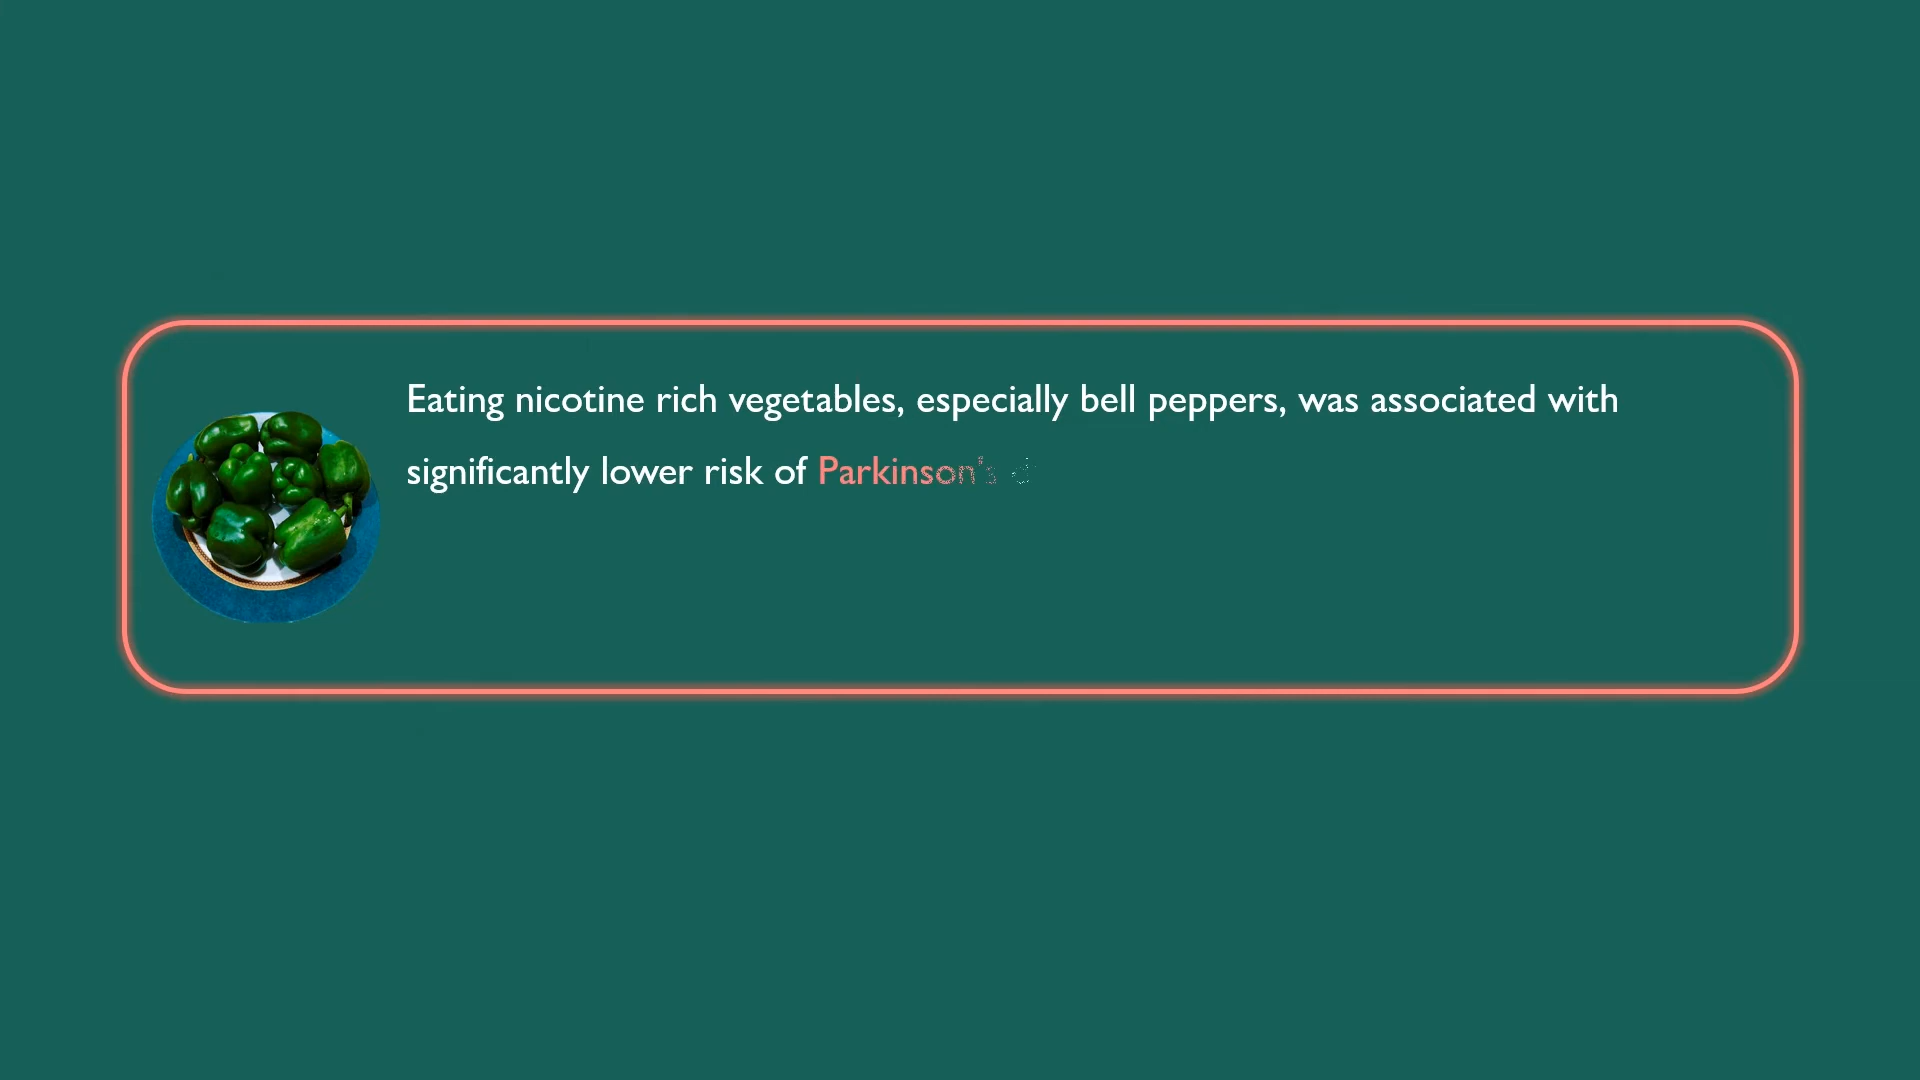 Eating nicotine rich vegetables, especially bell peppers, was associated with
significantly lower risk of Parkinson's